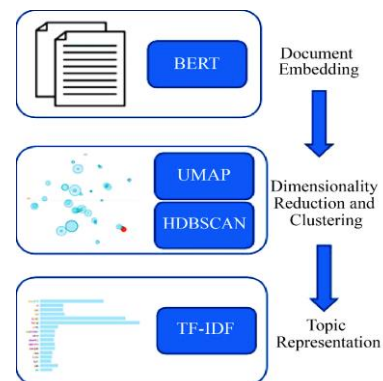 BERT
Document
Embedding
UMAP
HDBSCAN
Dimensionality
Reduction and
Clustering
TF-IDF
Topic
Representation